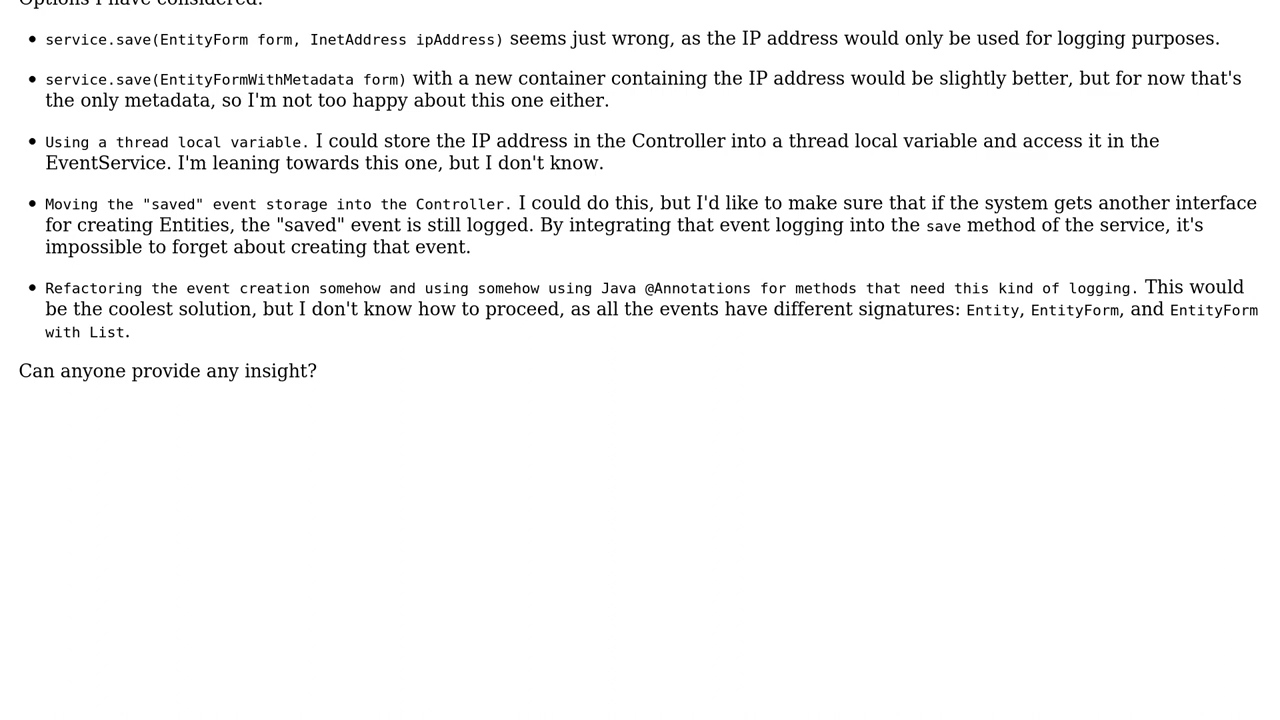 Options I have considered:
service.save(EntityForm form, InetAddress ipAddress) seems just wrong, as the IP address would only be used for logging purposes.
service.save(EntityFormWithMetadata form) with a new container containing the IP address would be slightly better, but for now that's
the only metadata, so I'm not too happy about this one either.
Using a thread local variable. I could store the IP address in the Controller into a thread local variable and access it in the
EventService. I'm leaning towards this one, but I don't know.
Moving the "saved" event storage into the Controller. I could do this, but I'd like to make sure that if the system gets another interface
for creating Entities, the "saved" event is still logged. By integrating that event logging into the save method of the service, it's
impossible to forget about creating that event.
Refactoring the event creation somehow and using somehow using Java @Annotations for methods that need this kind of logging. This would
be the coolest solution, but I don't know how to proceed, as all the events have different signatures: Entity, EntityForm, and EntityForm
with List.
Can anyone provide any insight?